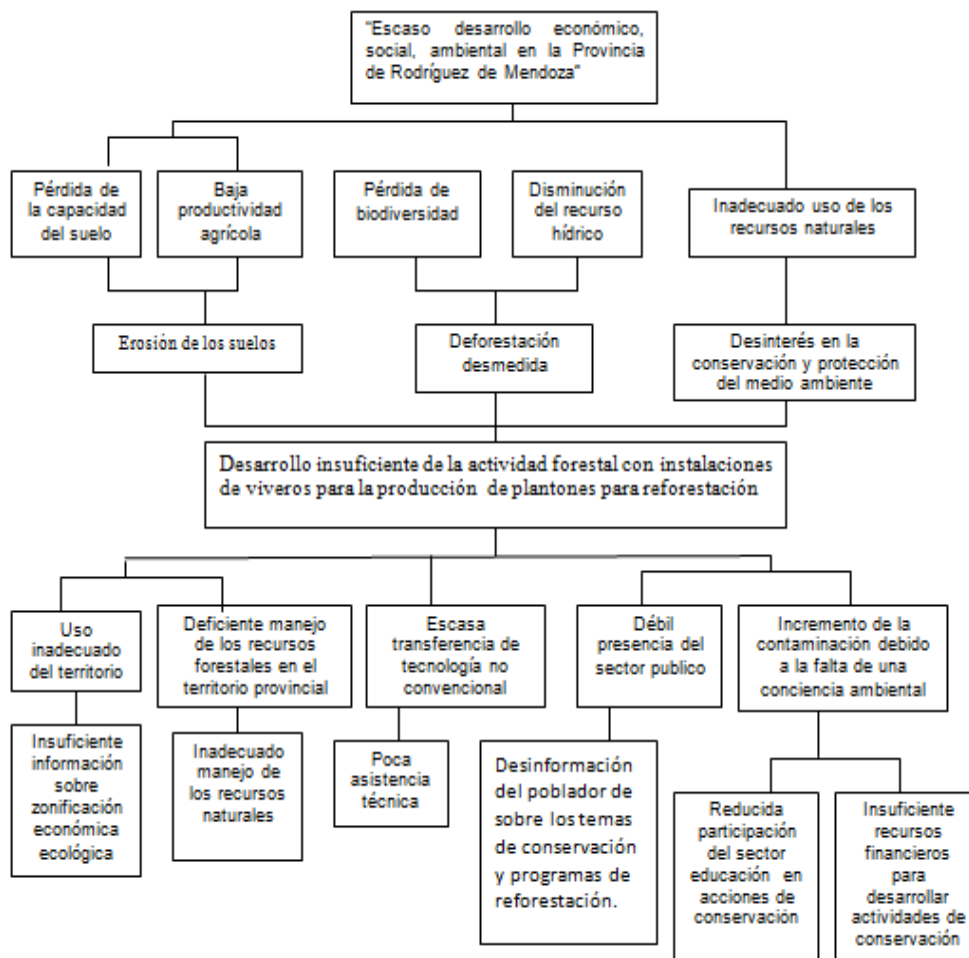 "Escaso desarrollo económico,
social, ambiental en la Provincia
de Rodríguez de Mendoza"
Pérdida de
la capacidad
del suelo
Baja
productividad
agrícola
Pérdida de
biodiversidad
Disminución
del recurso
hídrico
Inadecuado uso de los
recursos naturales
Erosión de los suelos
Deforestación
desmedida
Desinterés en la
conservación y protección
del medio ambiente
Desarrollo insuficiente de la actividad forestal con instalaciones
de viveros para la producción de plantones para reforestación
Uso
inadecuado
del territorio
Deficiente manejo
de los recursos
forestales en el
territorio provincial
Escasa
transferencia de
tecnología no
convencional
Débil
presencia del
sector publico
Incremento de la
contaminación debido
a la falta de una
conciencia ambiental
Insuficiente
información
sobre
zonificación
económica
ecológica
Inadecuado
manejo de
los recursos
naturales
Poca
asistencia
técnica
Desinformación
del poblador de
sobre los temas
de conservación
y programas de
reforestación.
Reducida
participación
del sector
educación en
acciones de
conservación
Insuficiente
recursos
financieros
para
desarrollar
actividades de
conservación